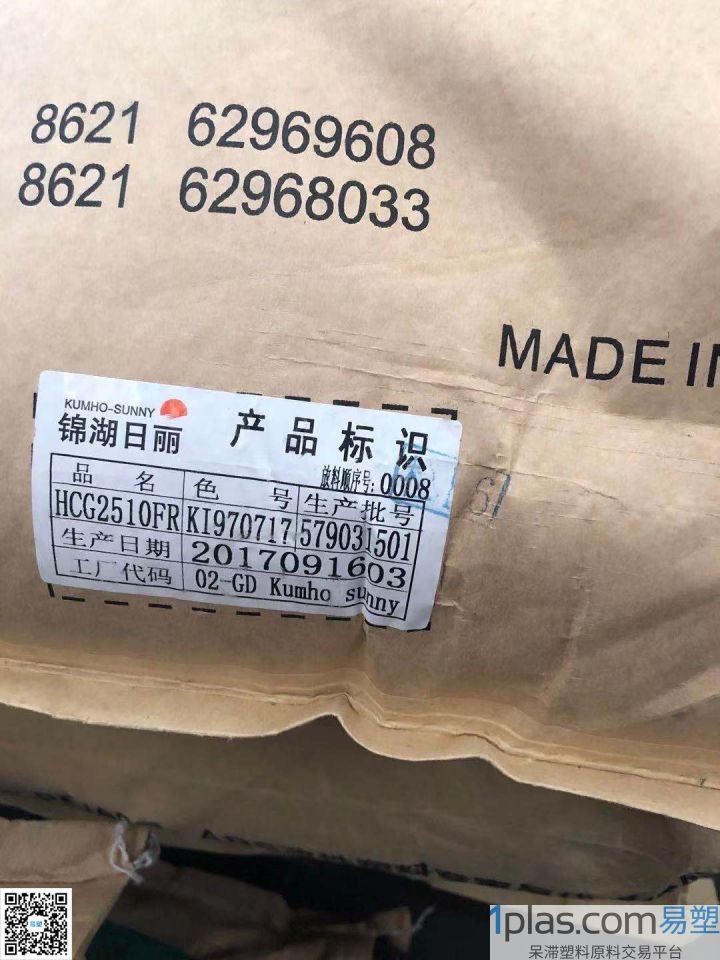 8621 62969608
8621 62968033
MADE IN
KUMHO-SUNNY
锦湖日丽 产品标识
放料顺序号: 0008
品名 色号 生产批号
HCG2510FR KI970717 579031501
生产日期 2017091603
工厂代码 02-GD Kumho sunny
1plas.com易塑
呆滞塑料原料交易平台
易塑